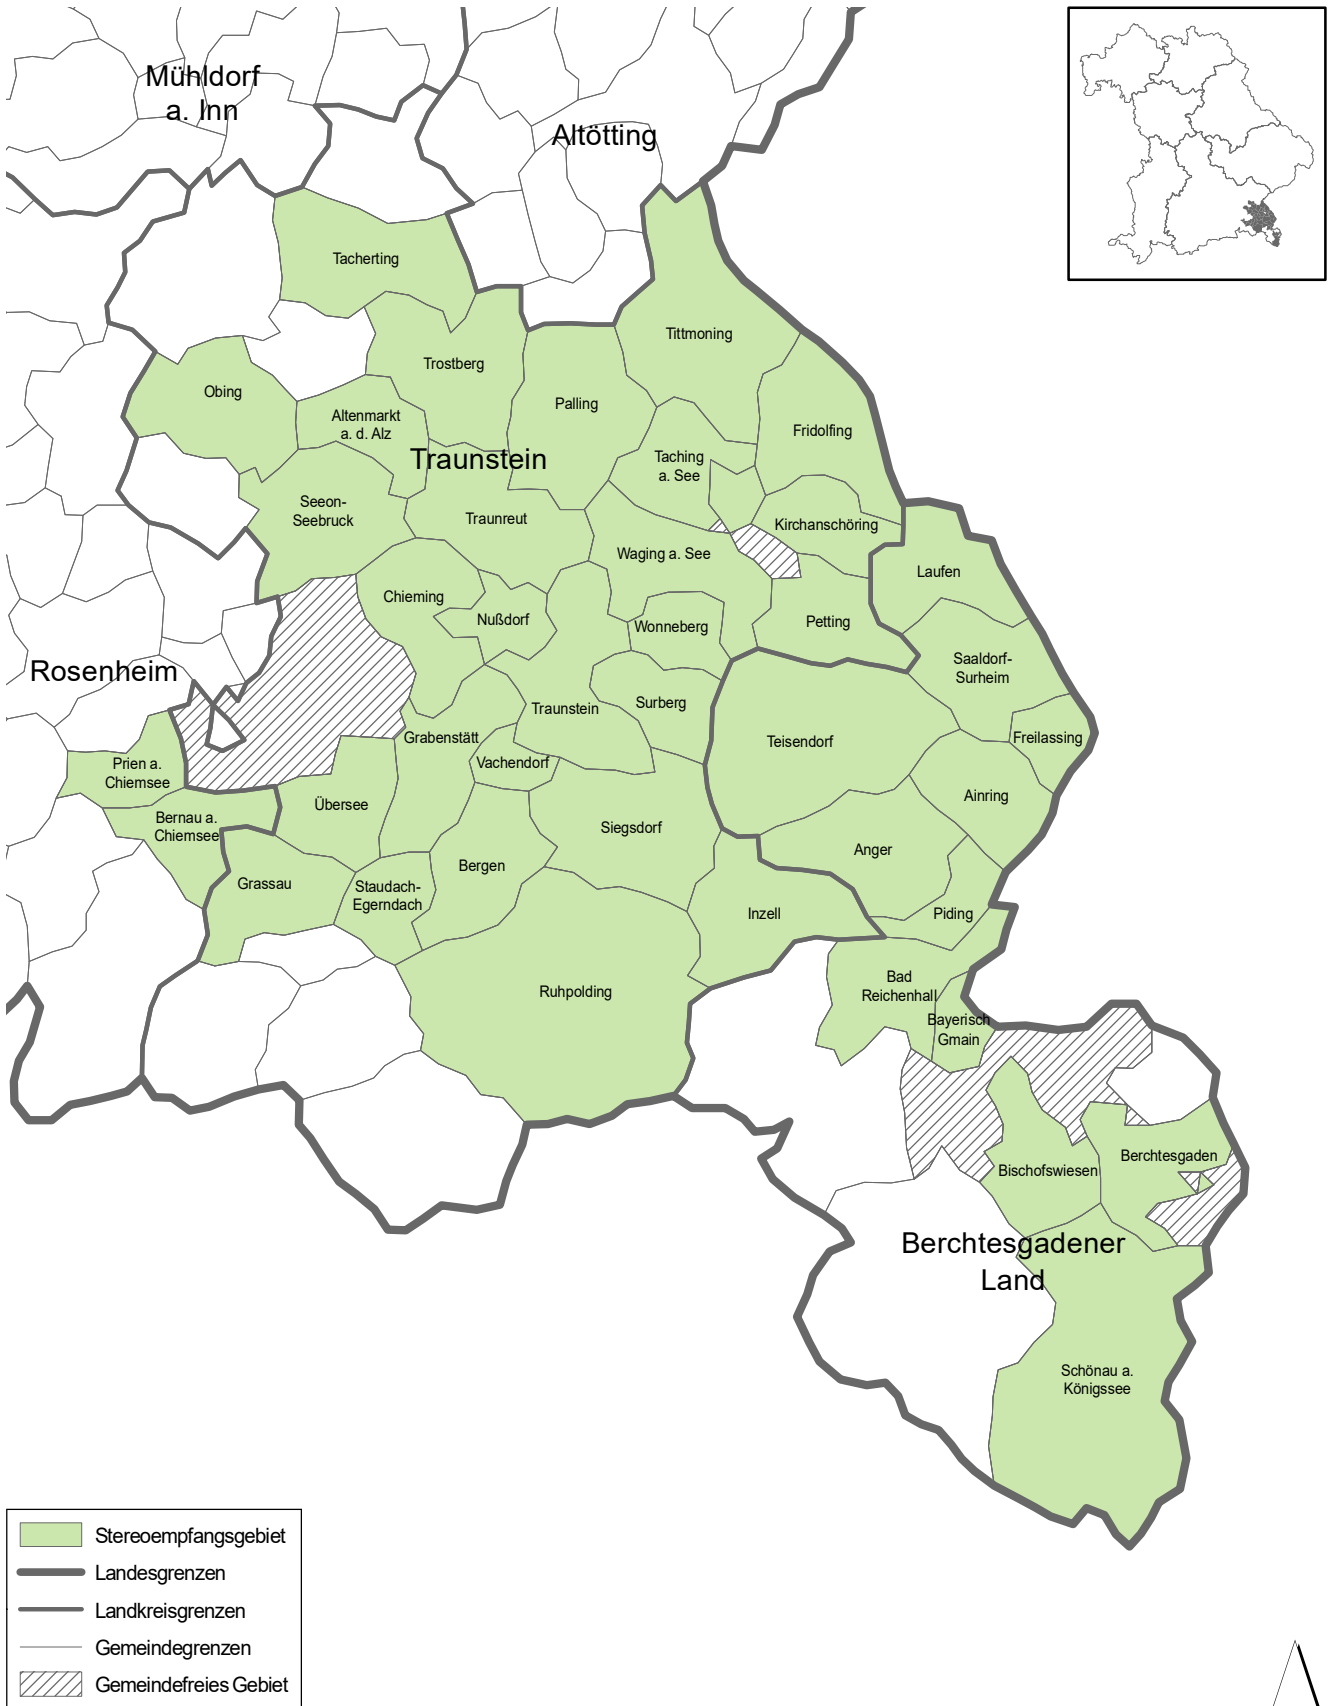 Mühldorf
a. Inn
Altötting
Tacherting
Tittmoning
Trostberg
Obing
Palling
Altenmarkt
a. d. Alz
Fridolfing
Traunstein
Taching
a. See
Seeon-
Seebruck
Traunreut
Kirchanschöring
Waging a. See
Laufen
Chieming
Nußdorf
Wonneberg
Petting
Rosenheim
Saaldorf-
Surheim
Traunstein
Surberg
Grabenstätt
Teisendorf
Freilassing
Prien a.
Chiemsee
Vachendorf
Übersee
Ainring
Bernau a.
Chiemsee
Siegsdorf
Anger
Bergen
Grassau
Staudach-
Egerndach
Inzell
Piding
Ruhpolding
Bad
Reichenhall
Bayerisch
Gmain
Berchtesgaden
Bischofswiesen
Berchtesgadener
Land
Schönau a.
Königssee
Stereoempfangsgebiet
Landesgrenzen
Landkreisgrenzen
Gemeindegrenzen
Gemeindefreies Gebiet